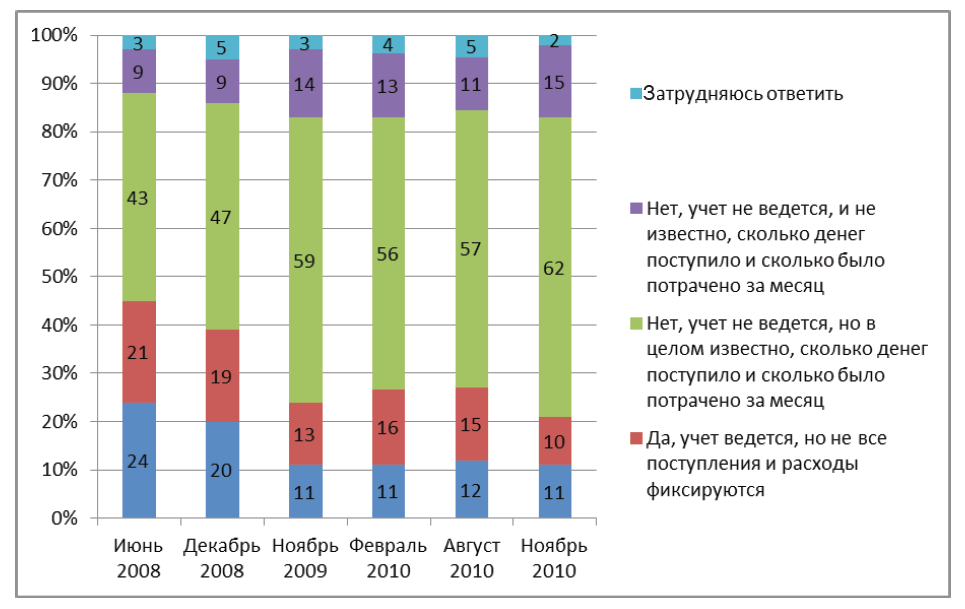 100%
90%
80%
70%
60%
50%
40%
30%
20%
10%
0%
3 5 3 4 5 2
9 9 14 13 11 15
43 47 59 56 57 62
21 19 13 16 15 10
24 20 11 11 12 11
Июнь Декабрь Ноябрь Февраль Август Ноябрь
2008 2008 2009 2010 2010 2010
Затрудняюсь ответить
Нет, учет не ведется, и не
известно, сколько денег
поступило и сколько было
потрачено за месяц
Нет, учет не ведется, но в
целом известно, сколько денег
поступило и сколько было
потрачено за месяц
Да, учет ведется, но не все
поступления и расходы
фиксируются